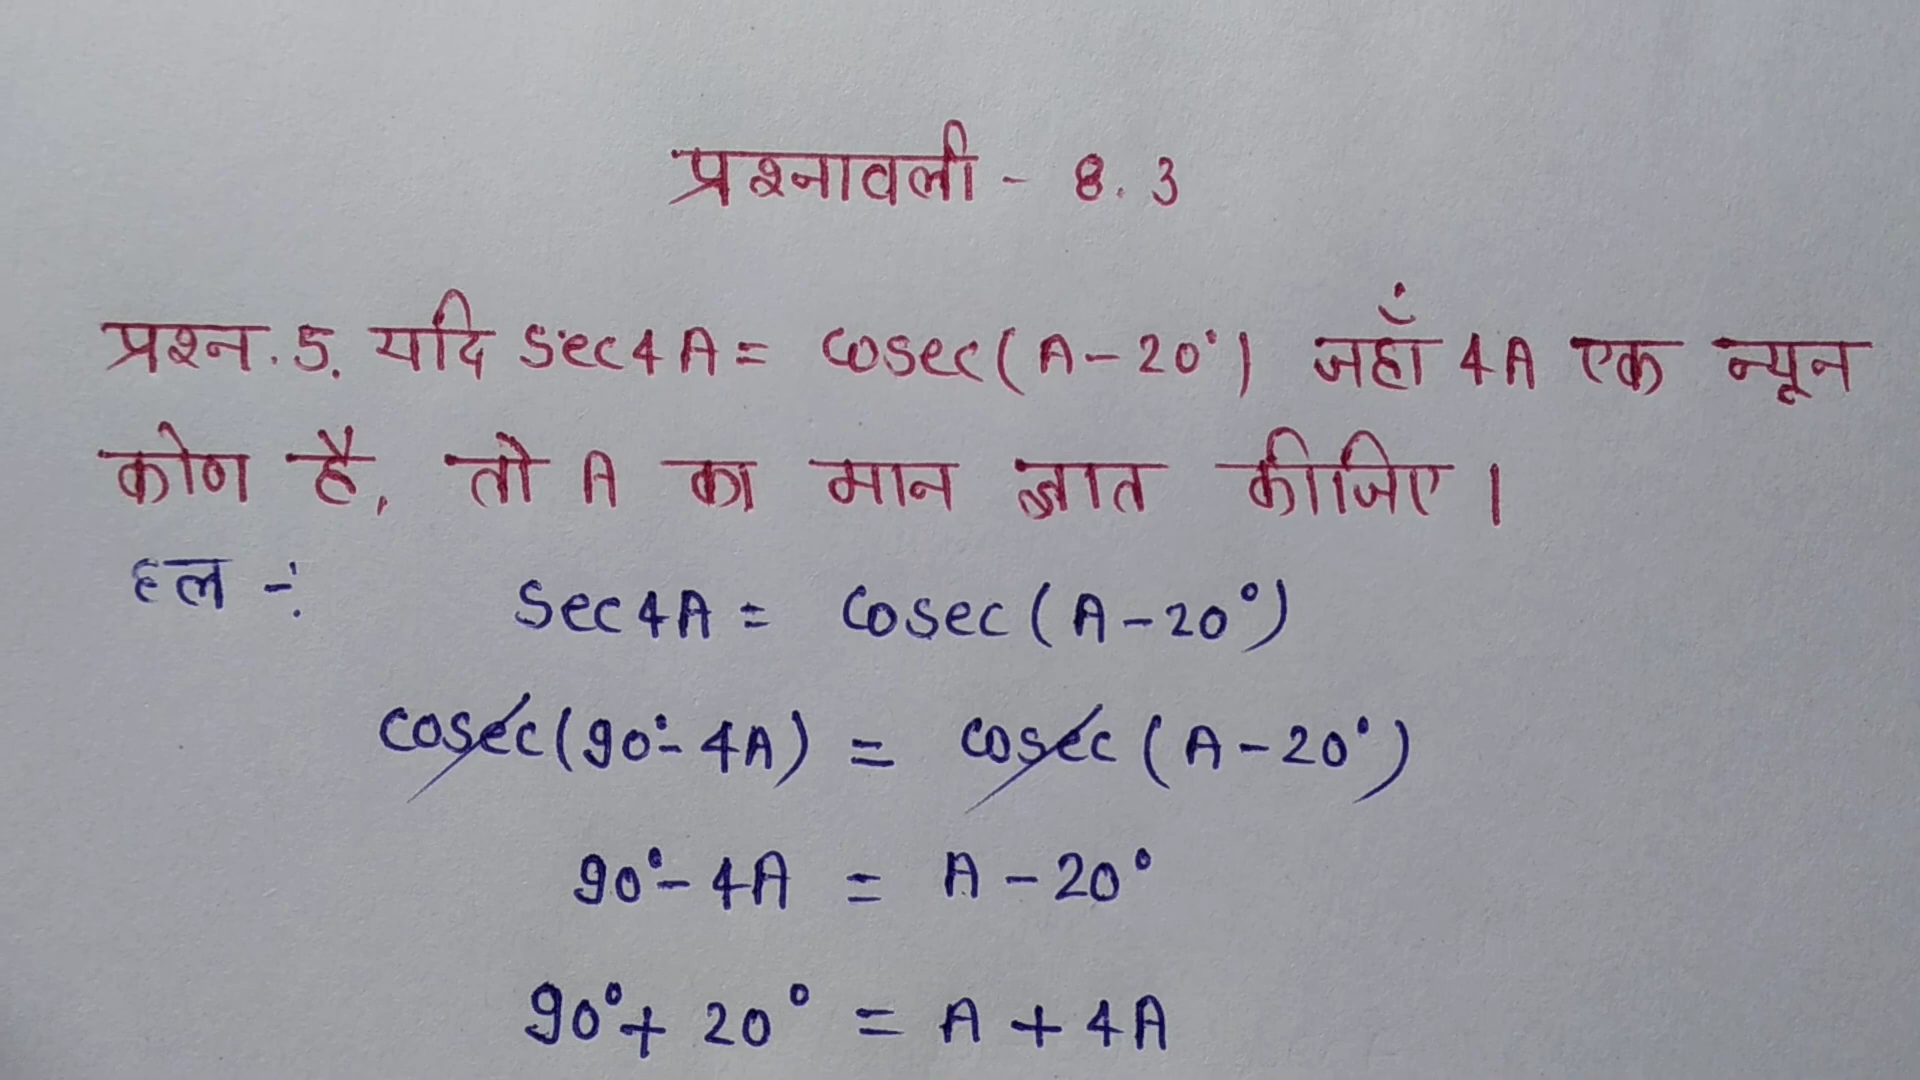 प्रश्नावली - 8.3
प्रश्न.5. यदि sec4A = cosec(A-20°) जहाँ 4A एक न्यून
कोण है, तो A का मान ज्ञात कीजिए ।
हल -: sec4A = cosec(A-20°)
cosec(90°-4A) = cosec(A-20°)
90°-4A = A-20°
90°+20° = A+4A